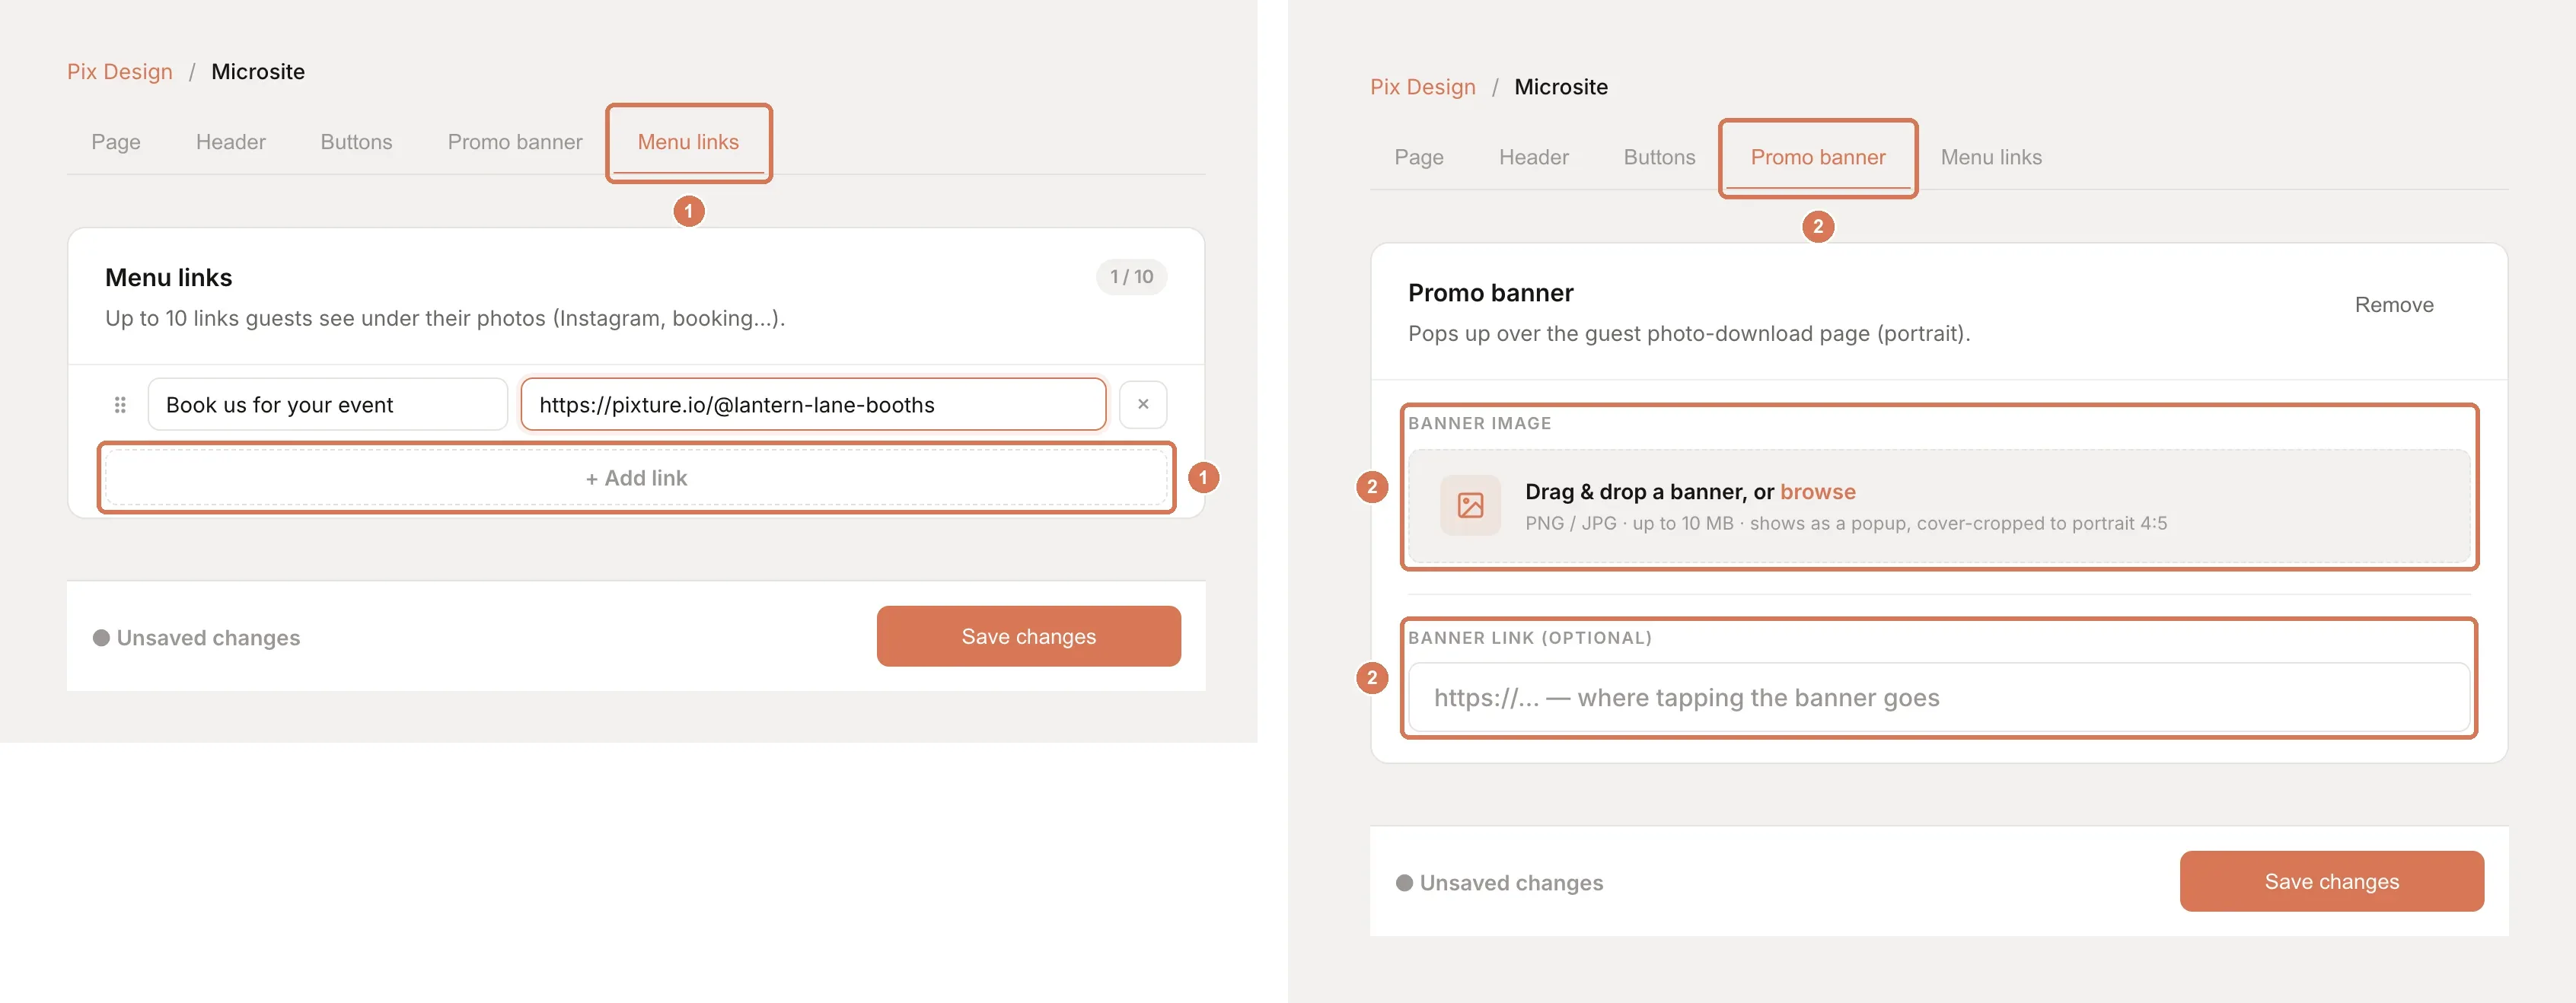 Pix Design / Microsite
Page Header Buttons Promo banner Menu links
1
Menu links
1 / 10
Up to 10 links guests see under their photos (Instagram, booking...).
Book us for your event
https://pixture.io/@lantern-lane-booths
×
+ Add link
1
Unsaved changes
Save changes
Pix Design / Microsite
Page Header Buttons Promo banner Menu links
2
Promo banner
Remove
Pops up over the guest photo-download page (portrait).
BANNER IMAGE
2
Drag & drop a banner, or browse
PNG / JPG · up to 10 MB · shows as a popup, cover-cropped to portrait 4:5
BANNER LINK (OPTIONAL)
2
https://... — where tapping the banner goes
Unsaved changes
Save changes